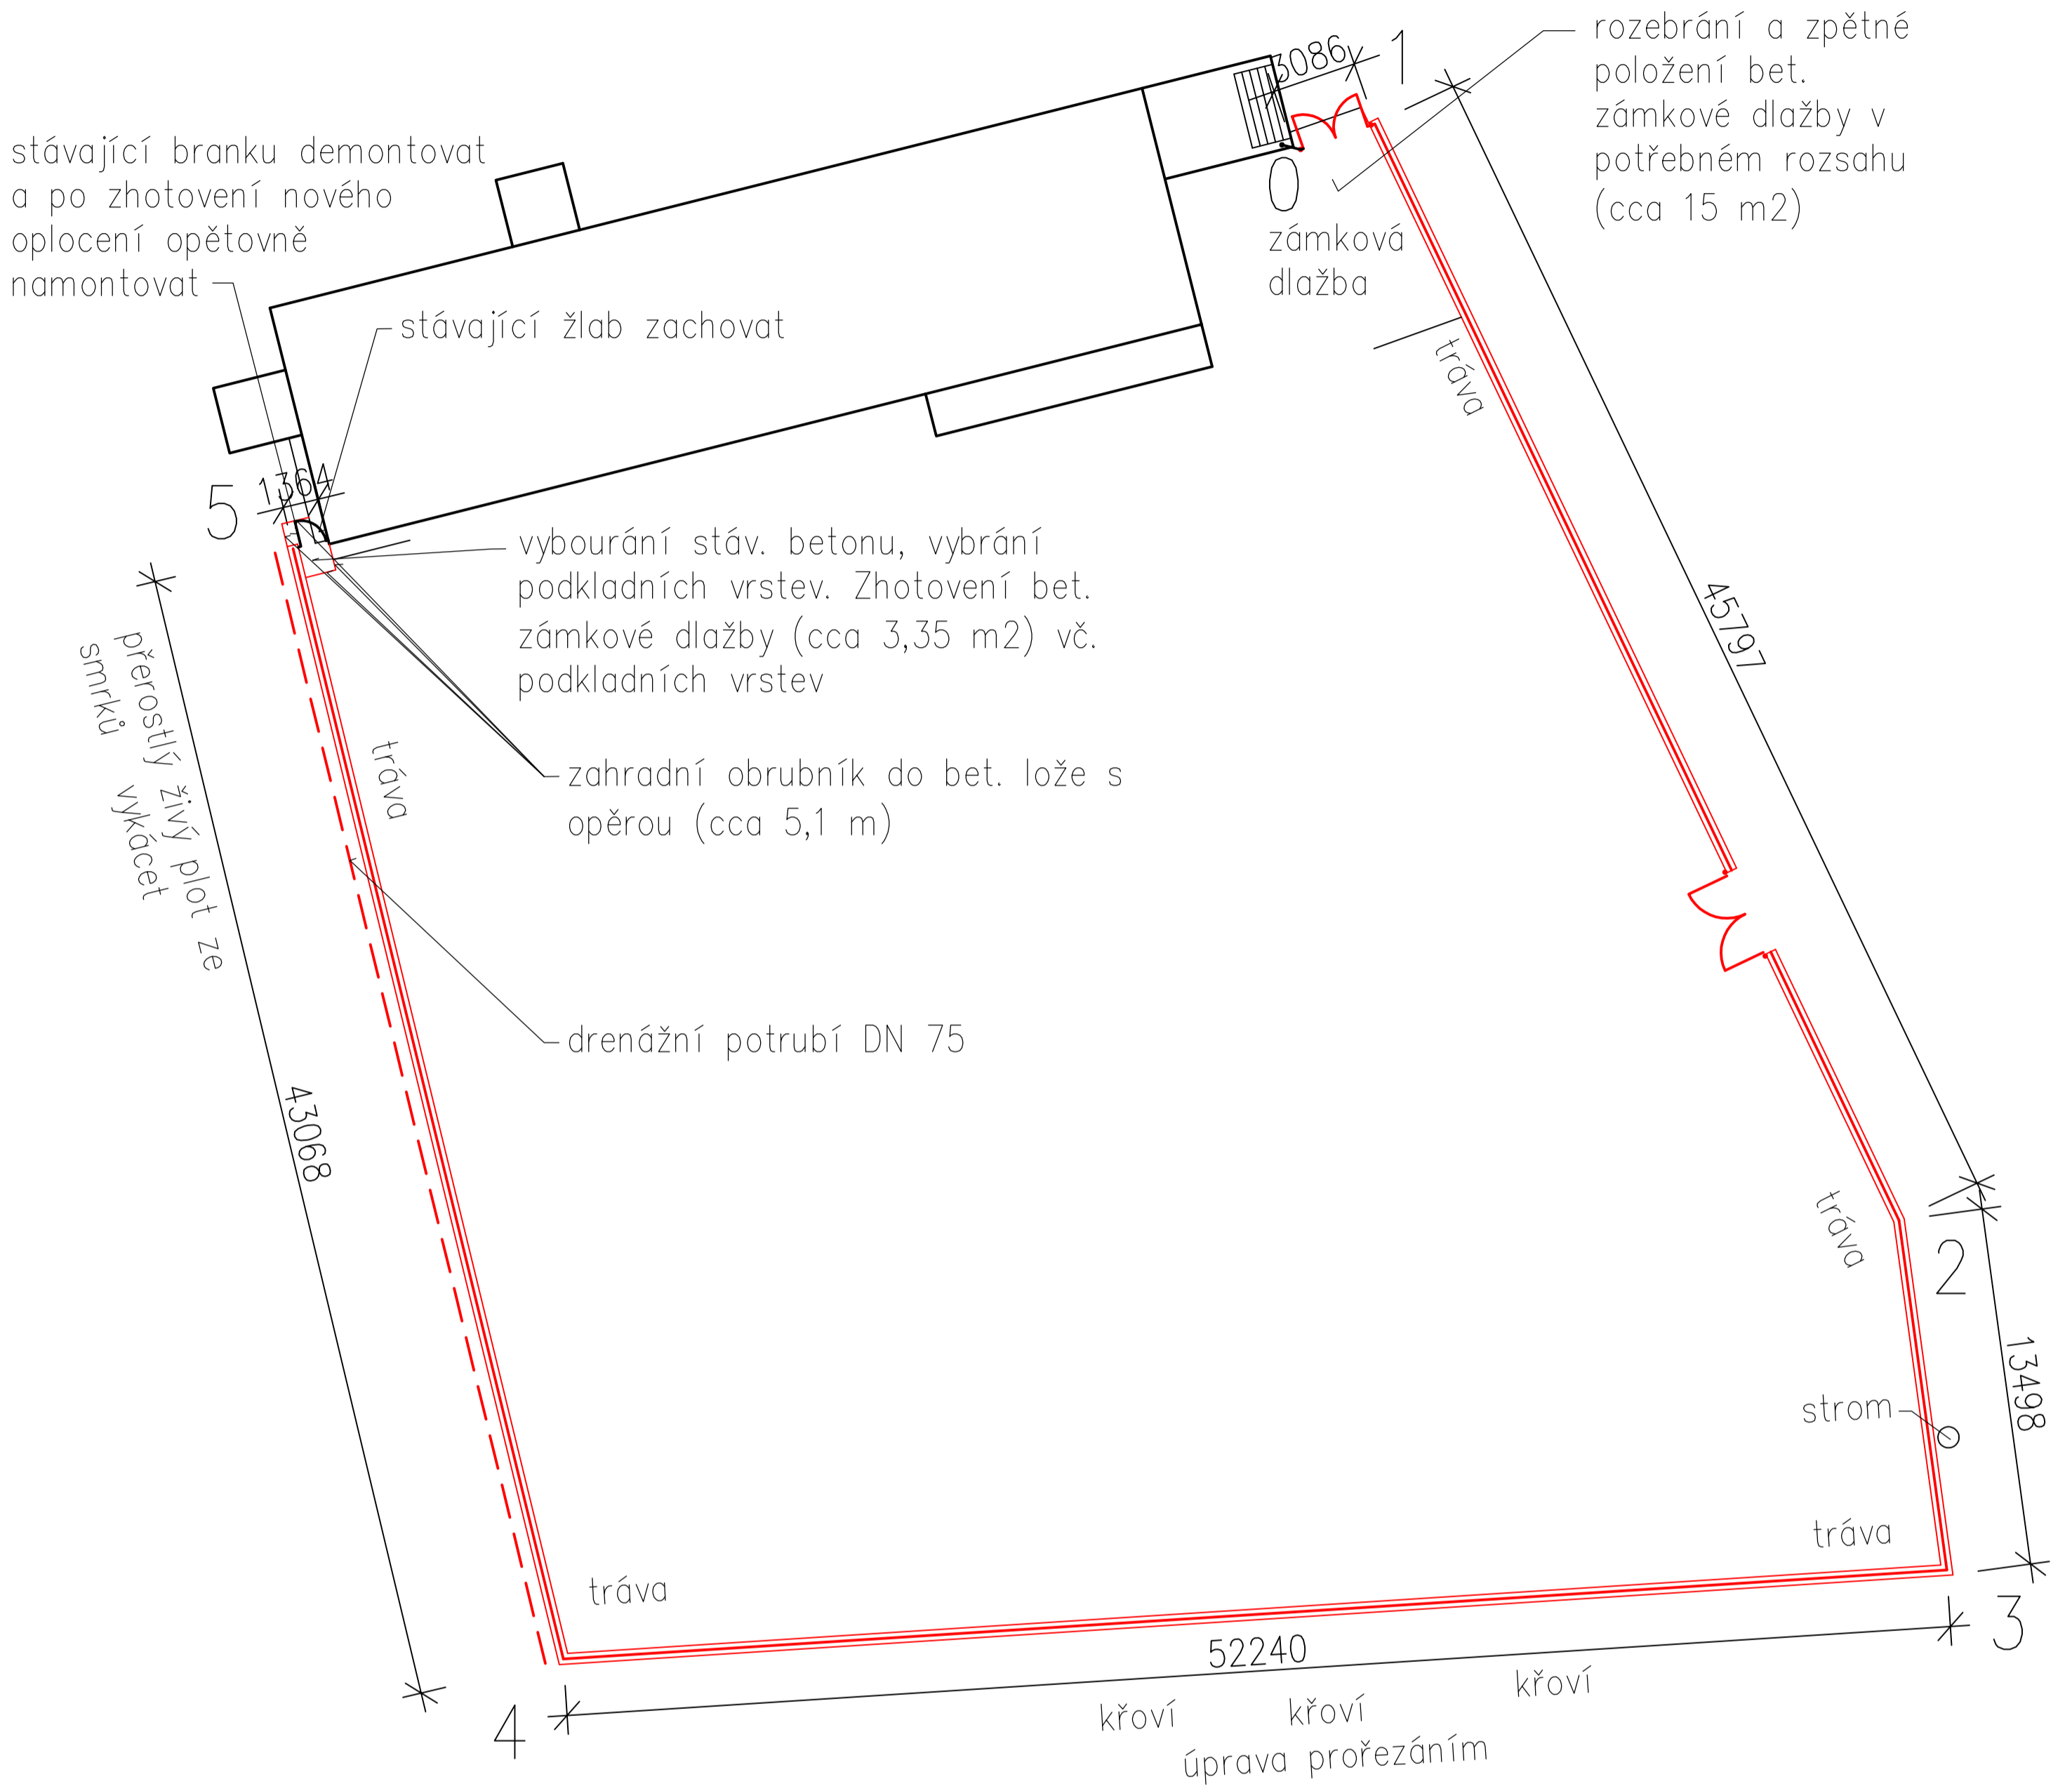 rozebrání a zpětné
položení bet.
zámkové dlažby v
potřebném rozsahu
(cca 15 m2)
3086
1
stávající branku demontovat
a po zhotovení nového
oplocení opětovně
namontovat
0
zámková
dlažba
stávající žlab zachovat
tráva
5
1364
vybourání stáv. betonu, vybrání
podkladních vrstev. Zhotovení bet.
zámkové dlažby (cca 3,35 m2) vč.
podkladních vrstev
45797
přerostlý živý plot ze
smrků vykácet
tráva
zahradní obrubník do bet. lože s
opěrou (cca 5,1 m)
drenážní potrubí DN 75
43068
tráva
2
13498
strom
tráva
tráva
3
52240
4
křoví křoví křoví
úprava prořezáním